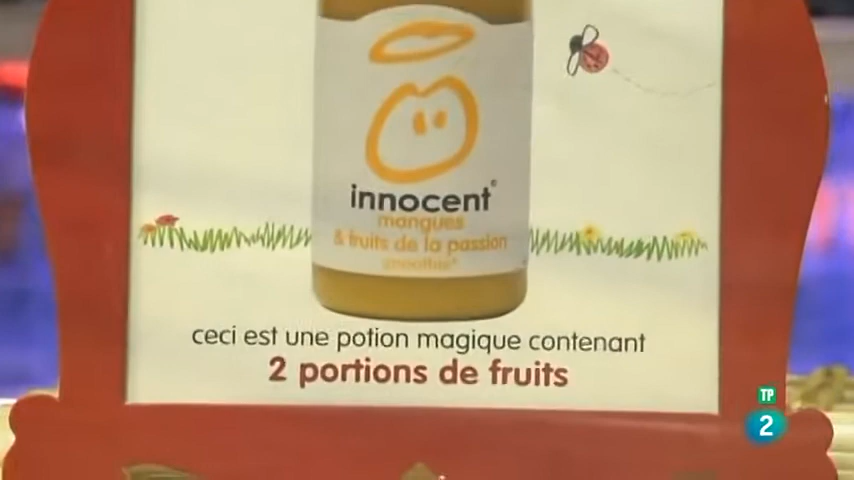 innocent®
mangues
& fruits de la passion
smoothie*
ceci est une potion magique contenant
2 portions de fruits
TP
2